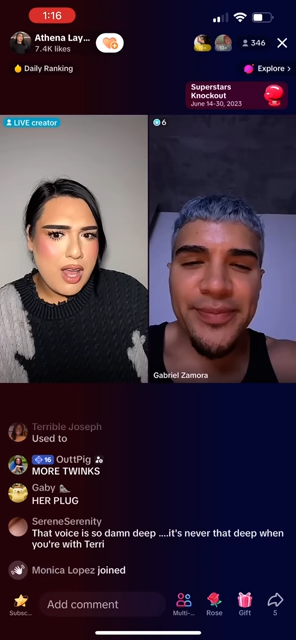 1:16
Athena Lay...
7.4K likes
346
Daily Ranking
Explore >
Superstars
Knockout
June 14-30, 2023
LIVE creator
6
Gabriel Zamora
Terrible Joseph
Used to
16 OuttPig
MORE TWINKS
Gaby
HER PLUG
SereneSerenity
That voice is so damn deep ....it's never that deep when
you're with Terri
Monica Lopez joined
Add comment
Subsc... Multi-... Rose Gift 5